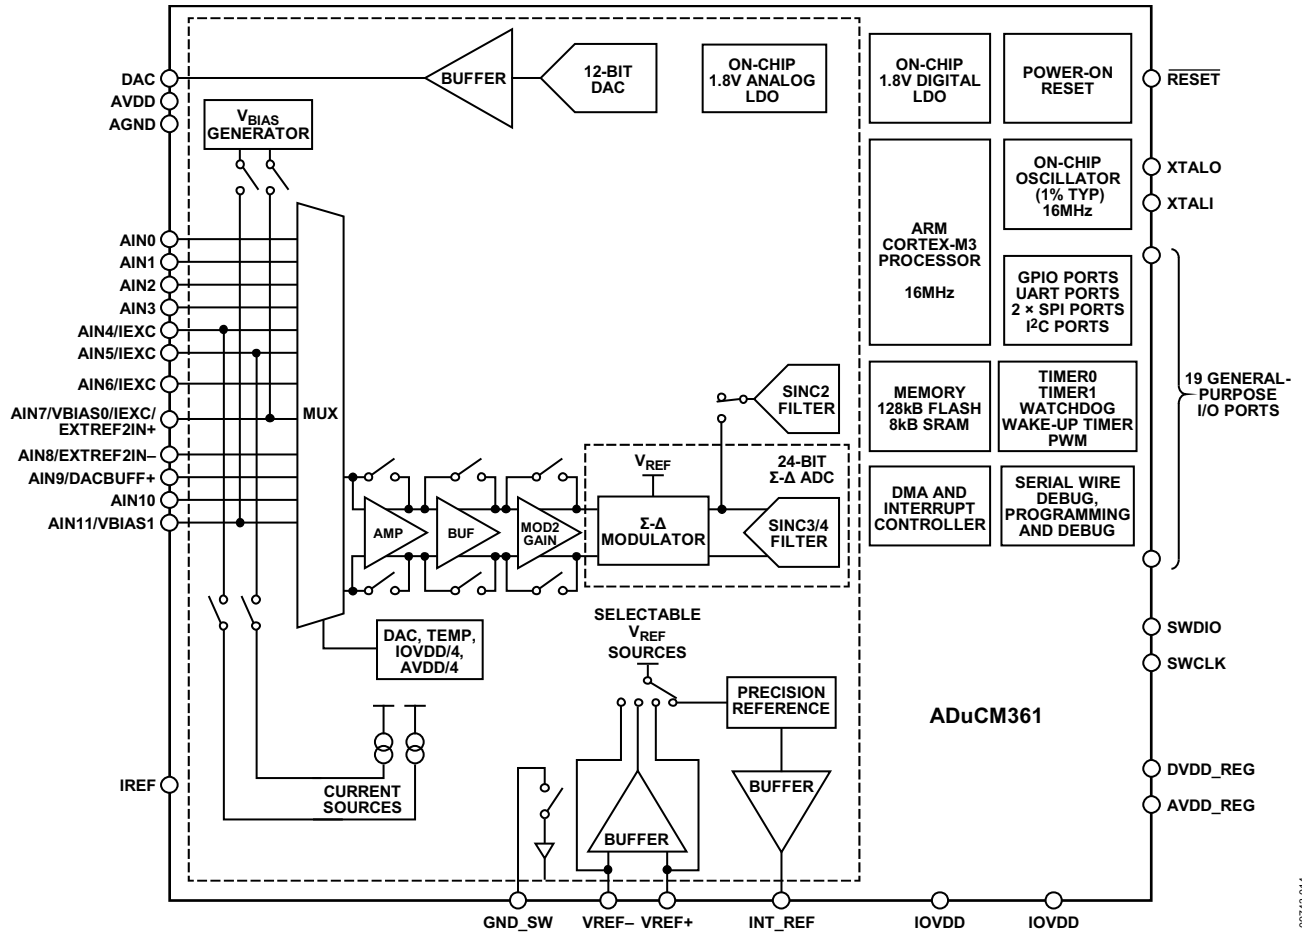 DAC
AVDD
AGND
VBIAS
GENERATOR
BUFFER
12-BIT
DAC
ON-CHIP
1.8V ANALOG
LDO
ON-CHIP
1.8V DIGITAL
LDO
POWER-ON
RESET
RESET
ARM
CORTEX-M3
PROCESSOR
16MHz
ON-CHIP
OSCILLATOR
(1% TYP)
16MHz
XTALO
XTALI
GPIO PORTS
UART PORTS
2 × SPI PORTS
I2C PORTS
19 GENERAL-
PURPOSE
I/O PORTS
AIN0
AIN1
AIN2
AIN3
AIN4/IEXC
AIN5/IEXC
AIN6/IEXC
AIN7/VBIAS0/IEXC/
EXTREF2IN+
AIN8/EXTREF2IN–
AIN9/DACBUFF+
AIN10
AIN11/VBIAS1
MUX
AMP
BUF
MOD2
GAIN
VREF
Σ-Δ
MODULATOR
24-BIT
Σ-Δ ADC
SINC2
FILTER
SINC3/4
FILTER
MEMORY
128kB FLASH
8kB SRAM
TIMER0
TIMER1
WATCHDOG
WAKE-UP TIMER
PWM
DMA AND
INTERRUPT
CONTROLLER
SERIAL WIRE
DEBUG,
PROGRAMMING
AND DEBUG
DAC, TEMP,
IOVDD/4,
AVDD/4
SELECTABLE
VREF
SOURCES
PRECISION
REFERENCE
BUFFER
BUFFER
CURRENT
SOURCES
IREF
ADuCM361
SWDIO
SWCLK
DVDD_REG
AVDD_REG
GND_SW
VREF–
VREF+
INT_REF
IOVDD
IOVDD